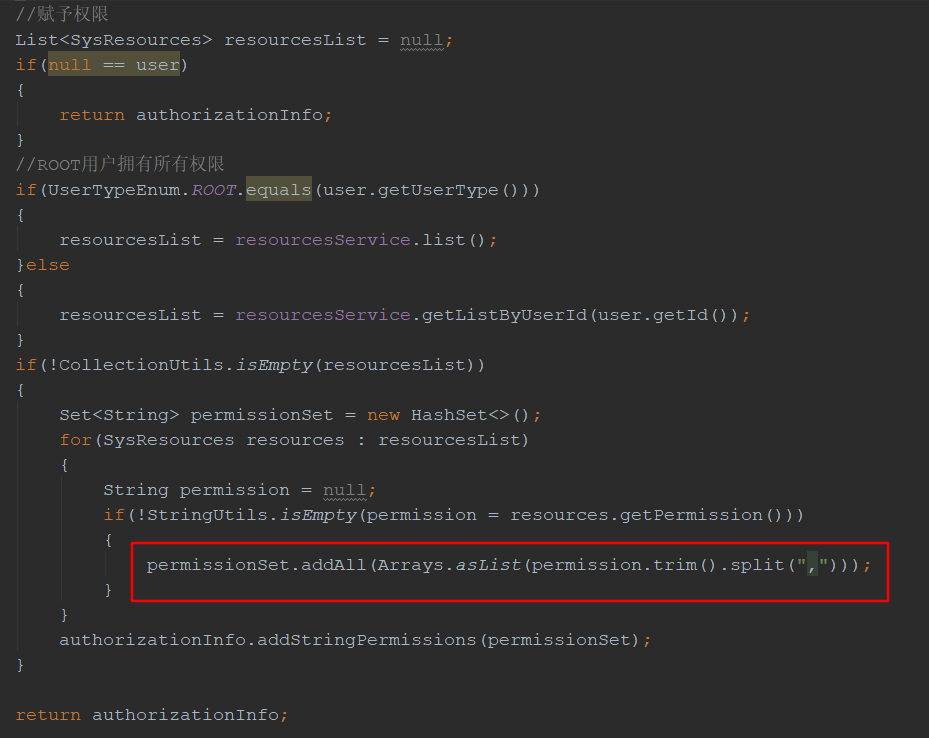 //赋予权限
List<SysResources> resourcesList = null;
if(null == user)
{
    return authorizationInfo;
}
//ROOT用户拥有所有权限
if(UserTypeEnum.ROOT.equals(user.getUserType()))
{
    resourcesList = resourcesService.list();
}else
{
    resourcesList = resourcesService.getListByUserId(user.getId());
}
if(!CollectionUtils.isEmpty(resourcesList))
{
    Set<String> permissionSet = new HashSet<>();
    for(SysResources resources : resourcesList)
    {
        String permission = null;
        if(!StringUtils.isEmpty(permission = resources.getPermission()))
        {
            permissionSet.addAll(Arrays.asList(permission.trim().split(",")));
        }
    }
    authorizationInfo.addStringPermissions(permissionSet);
}
return authorizationInfo;